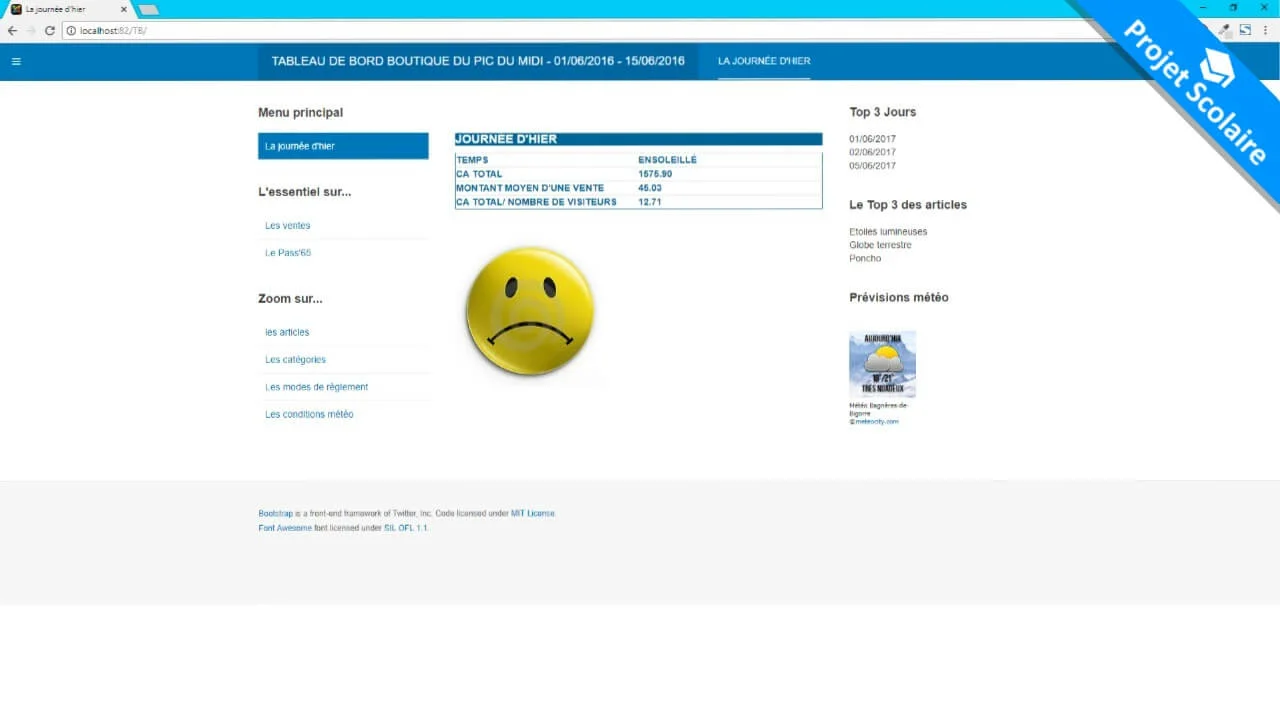 La journée d'hier
localhost:82/TB/
TABLEAU DE BORD BOUTIQUE DU PIC DU MIDI - 01/06/2016 - 15/06/2016
LA JOURNÉE D'HIER
Projet Scolaire
Menu principal
La journée d'hier
L'essentiel sur...
Les ventes
Le Pass'65
Zoom sur...
les articles
Les catégories
Les modes de règlement
Les conditions météo
JOURNEE D'HIER
TEMPS ENSOLEILLÉ
CA TOTAL 1575.90
MONTANT MOYEN D'UNE VENTE 45.03
CA TOTAL/ NOMBRE DE VISITEURS 12.71
Top 3 Jours
01/06/2017
02/06/2017
05/06/2017
Le Top 3 des articles
Etoiles lumineuses
Globe terrestre
Poncho
Prévisions météo
AUJOURD'HUI
10°/21°
TRÈS NUAGEUX
Météo Bagnères-de-
Bigorre
©meteocity.com
Bootstrap is a front-end framework of Twitter, Inc. Code licensed under MIT License.
Font Awesome font licensed under SIL OFL 1.1.